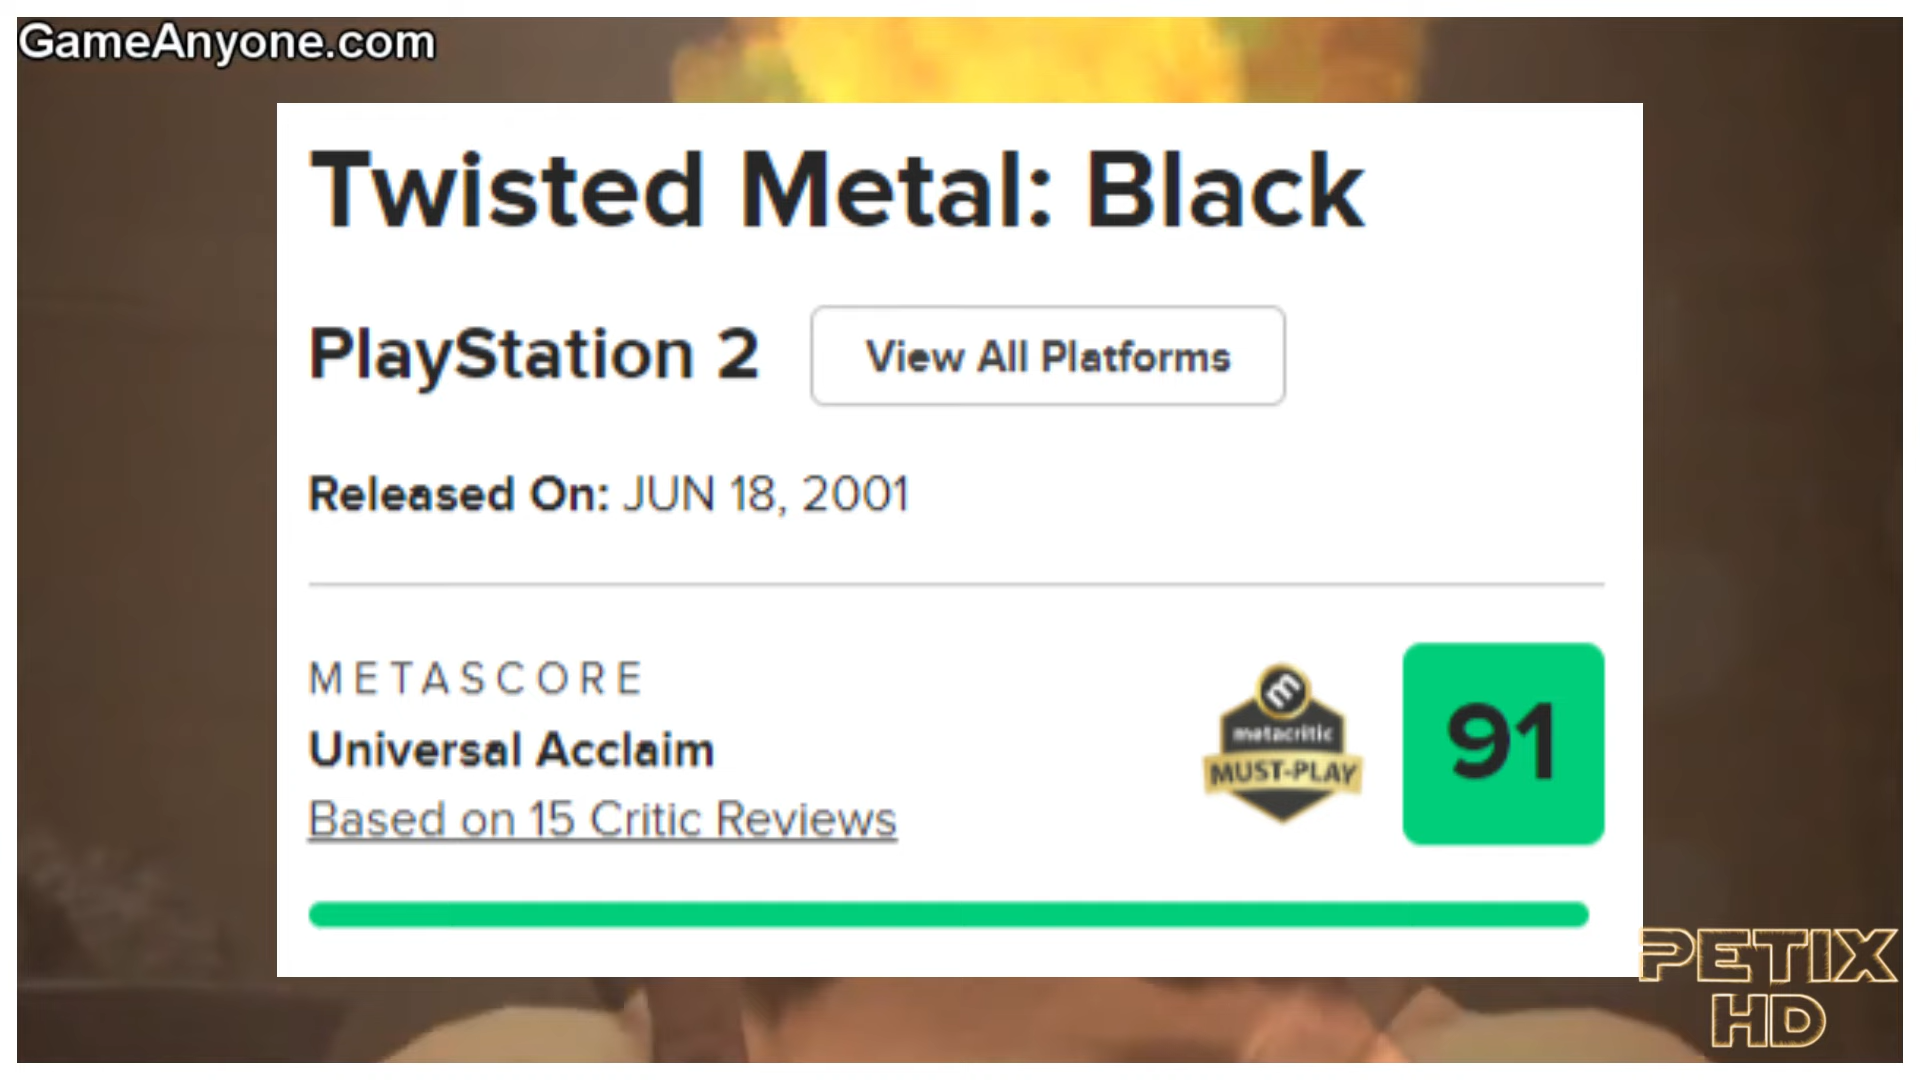 GameAnyone.com
Twisted Metal: Black
PlayStation 2
View All Platforms
Released On: JUN 18, 2001
METASCORE
Universal Acclaim
Based on 15 Critic Reviews
m
metacritic
MUST-PLAY
91
PETIX
HD